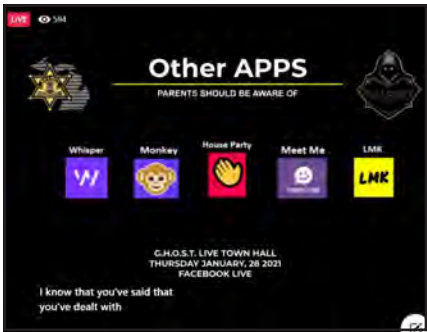 LIVE 594
Other APPS
PARENTS SHOULD BE AWARE OF
Whisper Monkey House Party Meet Me LMK
LMK
G.H.O.S.T. LIVE TOWN HALL
THURSDAY JANUARY, 28 2021
FACEBOOK LIVE
I know that you've said that
you've dealt with